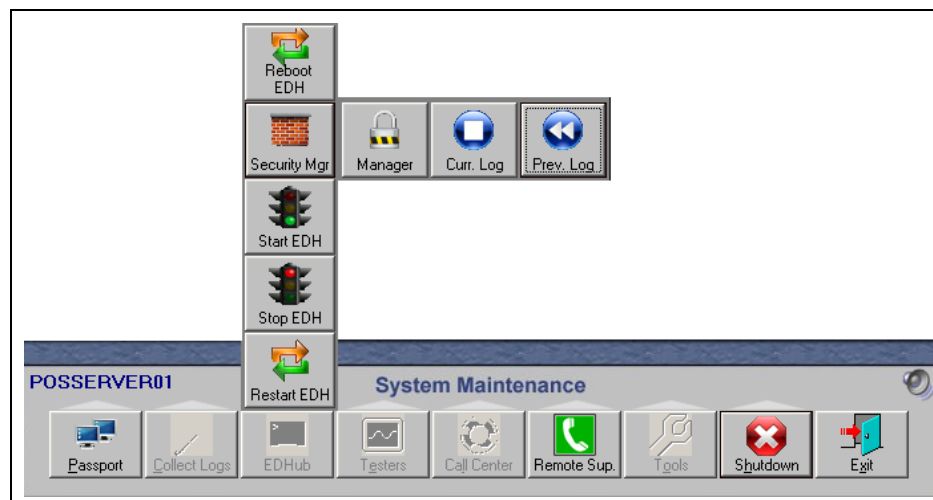 Reboot
EDH
Security Mgr
Manager
Curr. Log
Prev. Log
Start EDH
Stop EDH
Restart EDH
POSSERVER01
System Maintenance
Passport
Collect Logs
EDHub
Testers
Call Center
Remote Sup.
Tools
Shutdown
Exit